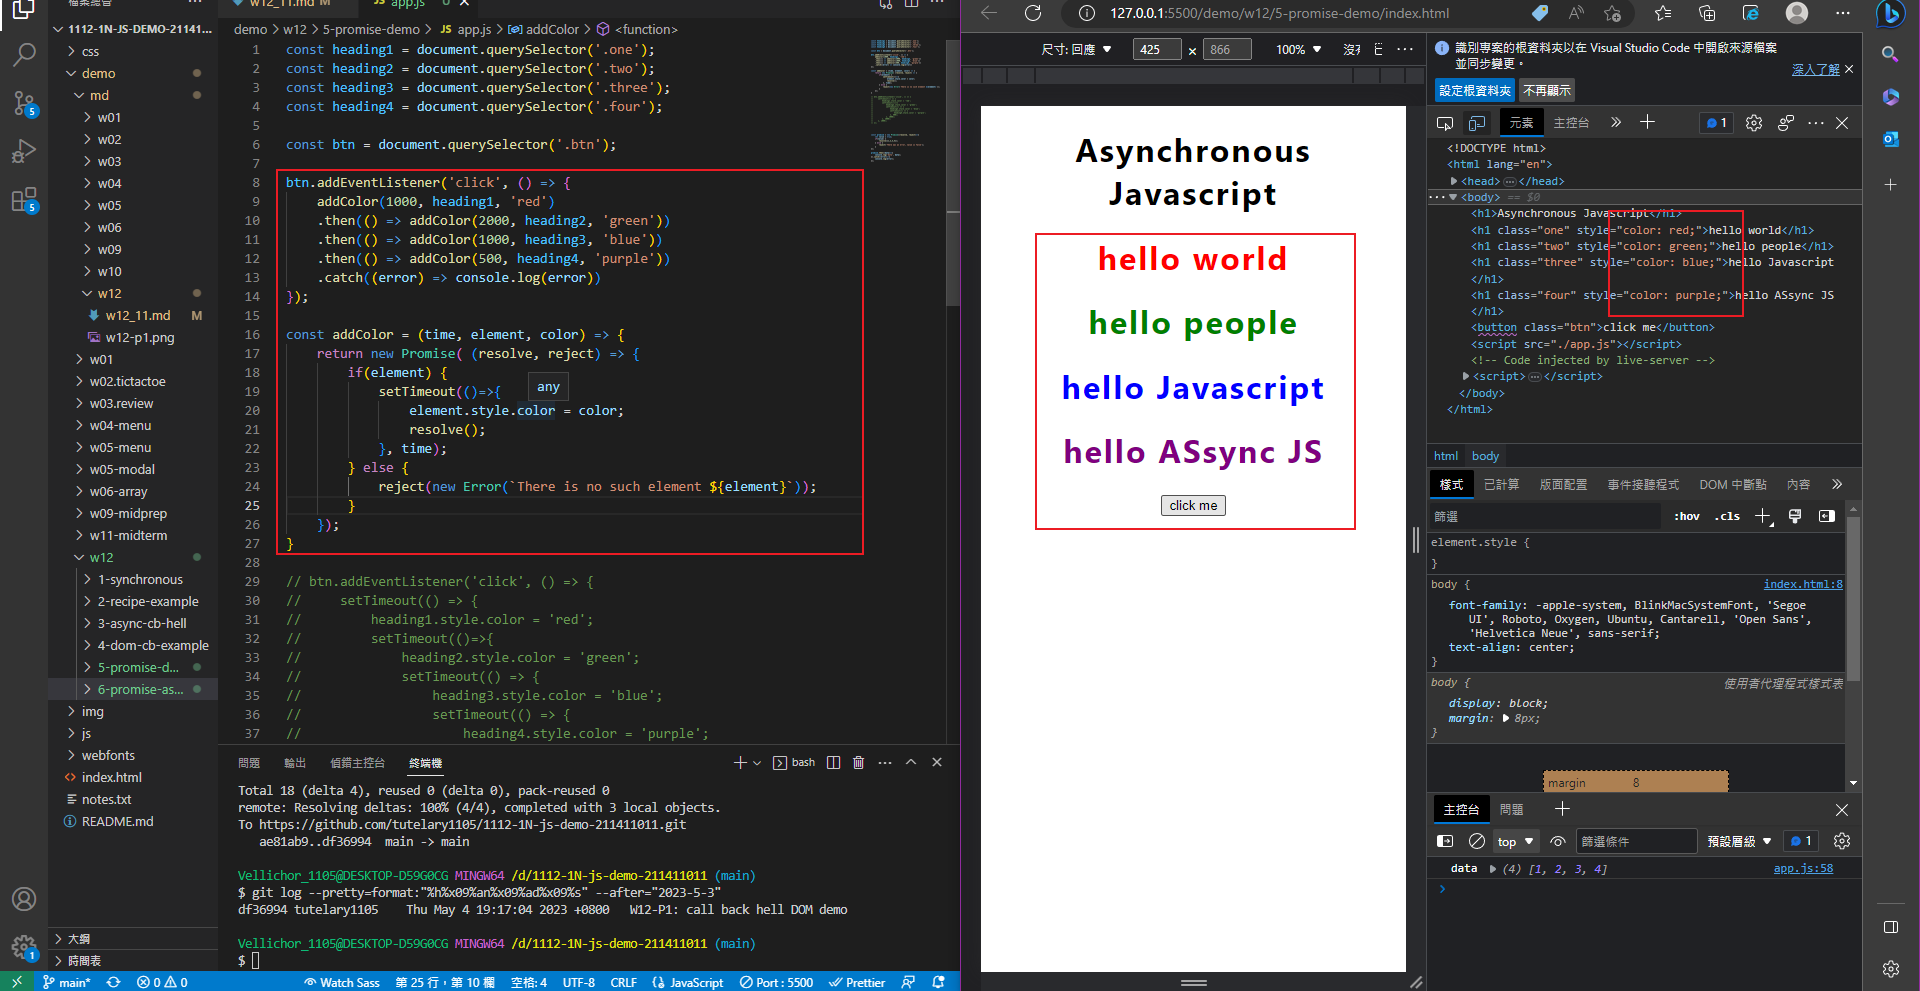 檔案總管
1112-1N-JS-DEMO-21141...
css
demo
md
w01
w02
w03
w04
w05
w06
w09
w10
w12
w12_11.md M
w12-p1.png
w01
w02.tictactoe
w03.review
w04-menu
w05-menu
w05-modal
w06-array
w09-midprep
w11-midterm
w12
1-synchronous
2-recipe-example
3-async-cb-hell
4-dom-cb-example
5-promise-d...
6-promise-as...
img
js
webfonts
index.html
notes.txt
README.md
大綱
時間表
5
5
1
w12_11.md M
app.js U
demo > w12 > 5-promise-demo > JS app.js > addColor > <function>
1 const heading1 = document.querySelector('.one');
2 const heading2 = document.querySelector('.two');
3 const heading3 = document.querySelector('.three');
4 const heading4 = document.querySelector('.four');
5
6 const btn = document.querySelector('.btn');
7
8 btn.addEventListener('click', () => {
9 addColor(1000, heading1, 'red')
10 .then(() => addColor(2000, heading2, 'green'))
11 .then(() => addColor(1000, heading3, 'blue'))
12 .then(() => addColor(500, heading4, 'purple'))
13 .catch((error) => console.log(error))
14 });
15
16 const addColor = (time, element, color) => {
17 return new Promise( (resolve, reject) => {
18 if(element) {
19 setTimeout(()=>{
any
20 element.style.color = color;
21 resolve();
22 }, time);
23 } else {
24 reject(new Error(`There is no such element ${element}`));
25 }
26 });
27 }
28
29 // btn.addEventListener('click', () => {
30 // setTimeout(() => {
31 // heading1.style.color = 'red';
32 // setTimeout(()=>{
33 // heading2.style.color = 'green';
34 // setTimeout(() => {
35 // heading3.style.color = 'blue';
36 // setTimeout(() => {
37 // heading4.style.color = 'purple';
問題 輸出 偵錯主控台 終端機
bash
Total 18 (delta 4), reused 0 (delta 0), pack-reused 0
remote: Resolving deltas: 100% (4/4), completed with 3 local objects.
To https://github.com/tutelary1105/1112-1N-js-demo-211411011.git
ae81ab9..df36994 main -> main
Vellichor_1105@DESKTOP-D59G0CG MINGW64 /d/1112-1N-js-demo-211411011 (main)
$ git log --pretty=format:"%h%x09%an%x09%ad%x09%s" --after="2023-5-3"
df36994 tutelary1105 Thu May 4 19:17:04 2023 +0800 W12-P1: call back hell DOM demo
Vellichor_1105@DESKTOP-D59G0CG MINGW64 /d/1112-1N-js-demo-211411011 (main)
$
main*
0 0
Watch Sass 第 25 行，第 10 欄 空格: 4 UTF-8 CRLF JavaScript Port : 5500 Prettier
127.0.0.1:5500/demo/w12/5-promise-demo/index.html
尺寸: 回應 425 × 866 100%
Asynchronous
Javascript
hello world
hello people
hello Javascript
hello ASsync JS
click me
識別專案的根資料夾以在 Visual Studio Code 中開啟來源檔案
並同步變更。
深入了解
設定根資料夾 不再顯示
元素 主控台 1
<!DOCTYPE html>
<html lang="en">
<head> ... </head>
<body> == $0
<h1>Asynchronous Javascript</h1>
<h1 class="one" style="color: red;">hello world</h1>
<h1 class="two" style="color: green;">hello people</h1>
<h1 class="three" style="color: blue;">hello Javascript
</h1>
<h1 class="four" style="color: purple;">hello ASsync JS
</h1>
<button class="btn">click me</button>
<script src="./app.js"></script>
<!-- Code injected by live-server -->
<script> ... </script>
</body>
</html>
html body
樣式 已計算 版面配置 事件接聽程式 DOM 中斷點 內容
篩選 :hov .cls
element.style {
}
body { index.html:8
font-family: -apple-system, BlinkMacSystemFont, 'Segoe
UI', Roboto, Oxygen, Ubuntu, Cantarell, 'Open Sans',
'Helvetica Neue', sans-serif;
text-align: center;
}
body { 使用者代理程式樣式表
display: block;
margin: 8px;
}
margin 8
主控台 問題
top 篩選條件 預設層級 1
data (4) [1, 2, 3, 4] app.js:58